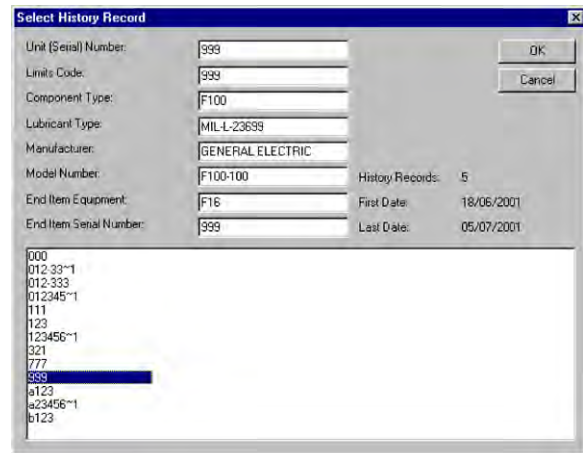 Select History Record
Unit (Serial) Number: 999 OK
Limits Code: 999 Cancel
Component Type: F100
Lubricant Type: MIL-L-23699
Manufacturer: GENERAL ELECTRIC
Model Number: F100-100 History Records: 5
End Item Equipment: F16 First Date: 18/06/2001
End Item Serial Number: 999 Last Date: 05/07/2001
000
012-33~1
012-333
012345~1
111
123
123456~1
321
777
999
a123
a23456~1
b123